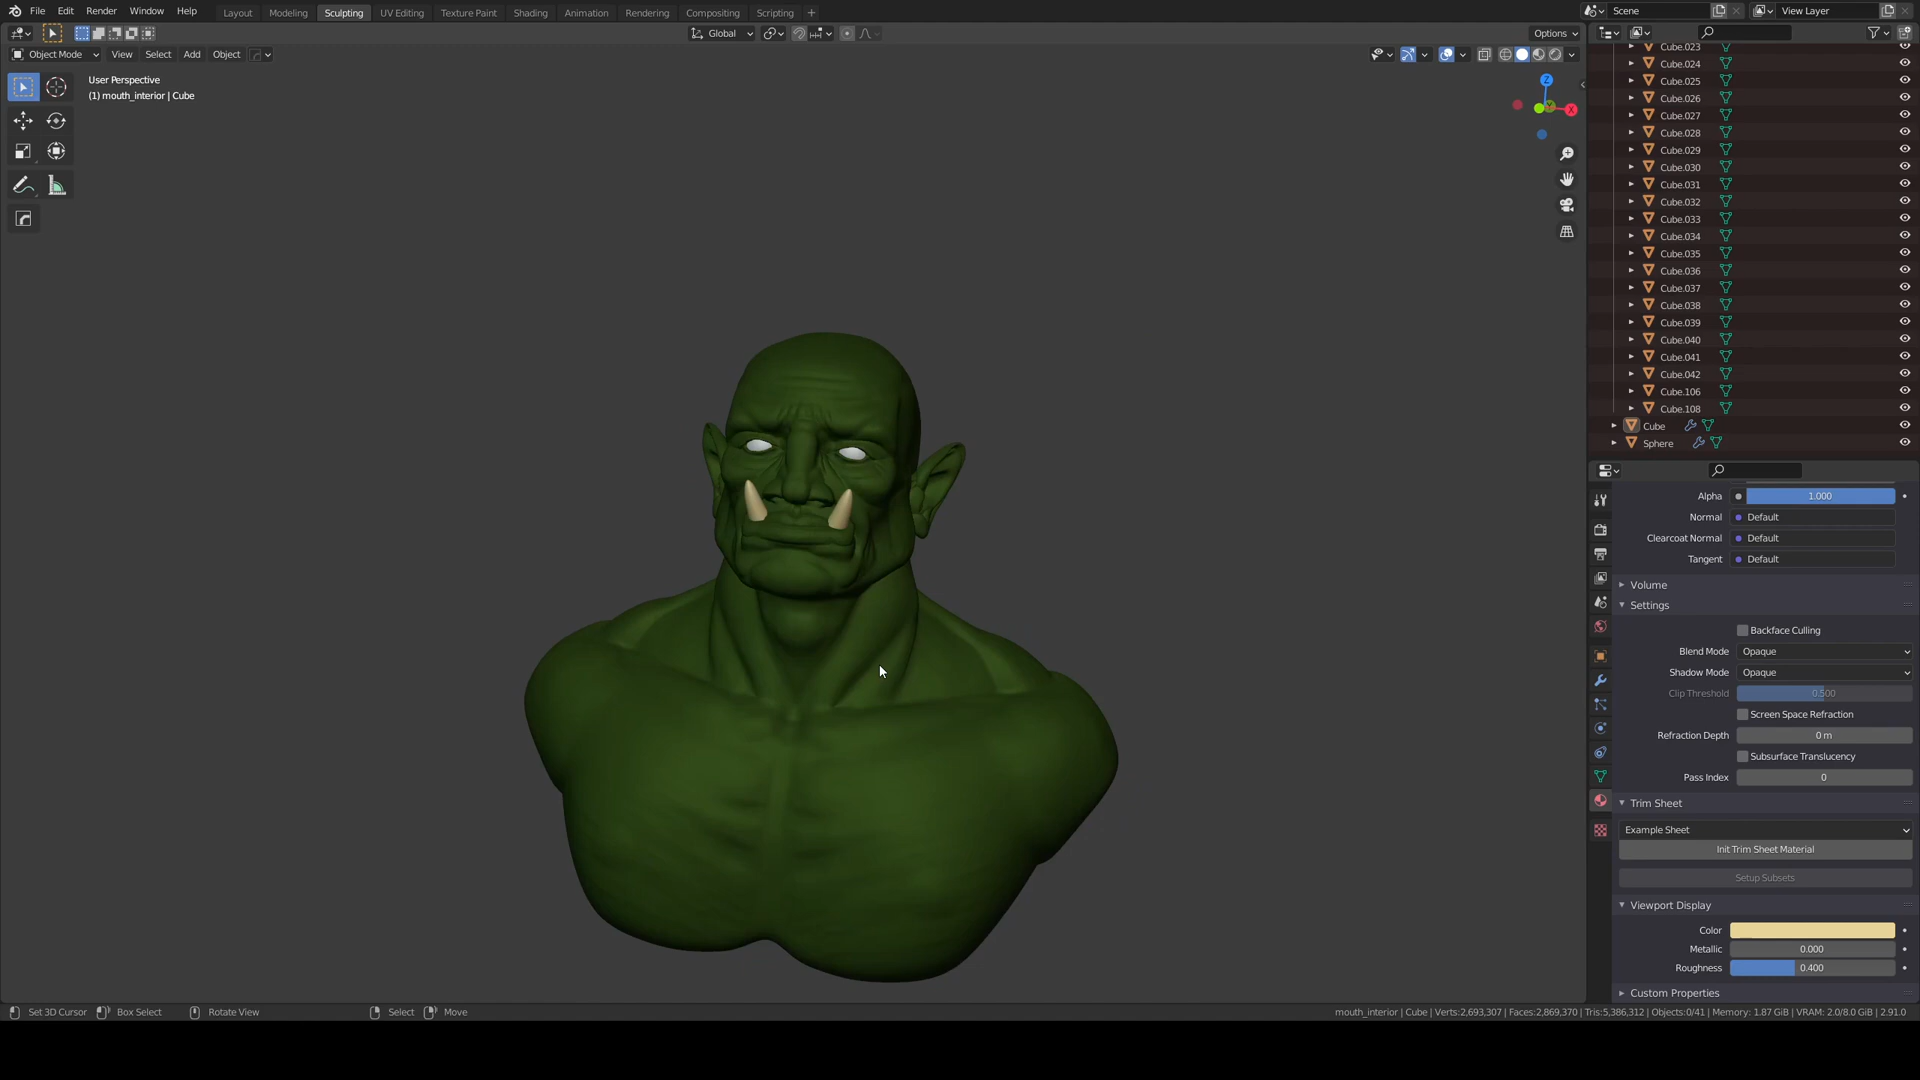 File Edit Render Window Help Layout Modeling Sculpting UV Editing Texture Paint Shading Animation Rendering Compositing Scripting + Scene View Layer
Global Options
Object Mode View Select Add Object
User Perspective
(1) mouth_interior | Cube
Z
Y
X
Cube.023
Cube.024
Cube.025
Cube.026
Cube.027
Cube.028
Cube.029
Cube.030
Cube.031
Cube.032
Cube.033
Cube.034
Cube.035
Cube.036
Cube.037
Cube.038
Cube.039
Cube.040
Cube.041
Cube.042
Cube.106
Cube.108
Cube
Sphere
Alpha 1.000
Normal Default
Clearcoat Normal Default
Tangent Default
Volume
Settings
Backface Culling
Blend Mode Opaque
Shadow Mode Opaque
Clip Threshold 0.500
Screen Space Refraction
Refraction Depth 0 m
Subsurface Translucency
Pass Index 0
Trim Sheet
Example Sheet
Init Trim Sheet Material
Setup Subsets
Viewport Display
Color
Metallic 0.000
Roughness 0.400
Custom Properties
Set 3D Cursor Box Select Rotate View Select Move mouth_interior | Cube | Verts:2,693,307 | Faces:2,869,370 | Tris:5,386,312 | Objects:0/41 | Memory: 1.87 GiB | VRAM: 2.0/8.0 GiB | 2.91.0